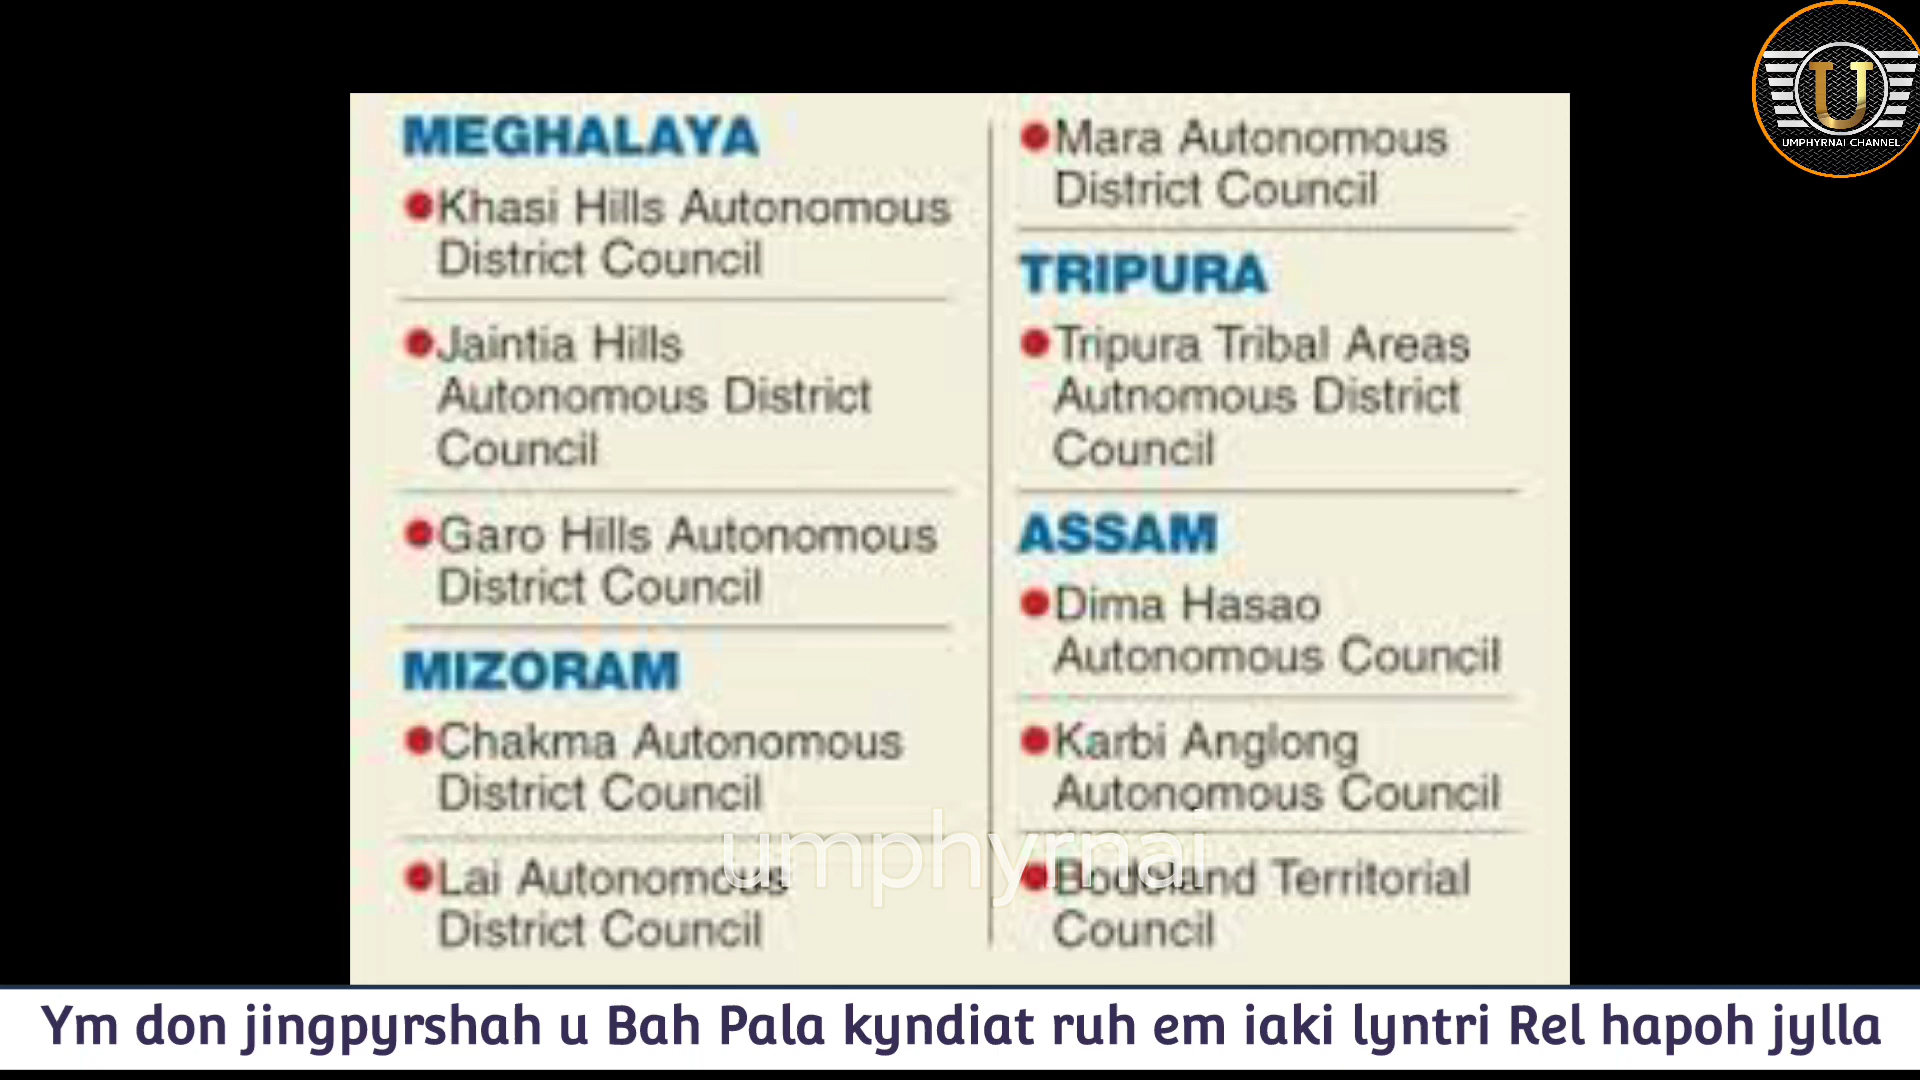 MEGHALAYA
Khasi Hills Autonomous
District Council
Jaintia Hills
Autonomous District
Council
Garo Hills Autonomous
District Council
MIZORAM
Chakma Autonomous
District Council
Lai Autonomous
District Council
Mara Autonomous
District Council
TRIPURA
Tripura Tribal Areas
Autnomous District
Council
ASSAM
Dima Hasao
Autonomous Council
Karbi Anglong
Autonomous Council
Bodoland Territorial
Council
umphyrnai
U
UMPHYRNAI CHANNEL
Ym don jingpyrshah u Bah Pala kyndiat ruh em iaki lyntri Rel hapoh jylla